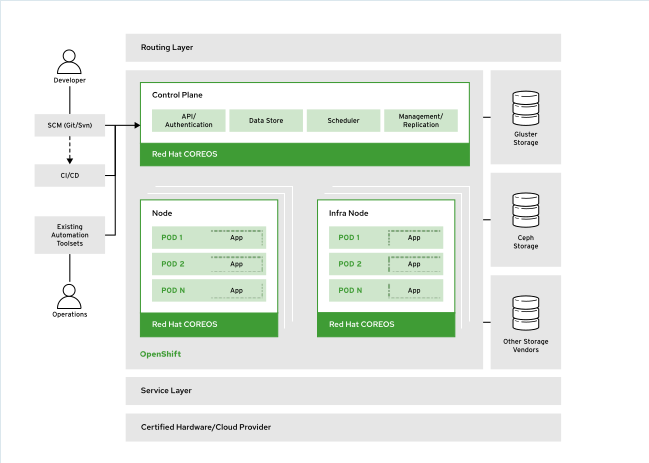 Routing Layer
Developer
SCM (Git/Svn)
CI/CD
Existing
Automation
Toolsets
Operations
Control Plane
API/
Authentication
Data Store
Scheduler
Management/
Replication
Red Hat COREOS
Node
POD 1
App
POD 2
App
POD N
App
Red Hat COREOS
Infra Node
POD 1
App
POD 2
App
POD N
App
Red Hat COREOS
OpenShift
Gluster
Storage
Ceph
Storage
Other Storage
Vendors
Service Layer
Certified Hardware/Cloud Provider